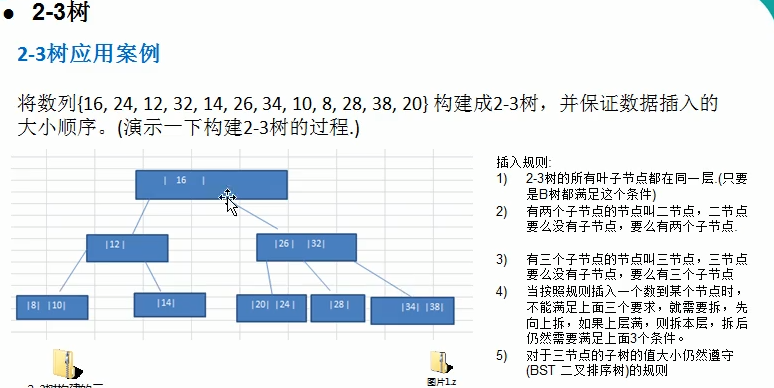 ● 2-3树
2-3树应用案例
将数列{16, 24, 12, 32, 14, 26, 34, 10, 8, 28, 38, 20} 构建成2-3树，并保证数据插入的
大小顺序。(演示一下构建2-3树的过程.)
| 16 |
|12 |
|26 | |32|
|8| |10|
|14|
|20| |24 |
|28 |
|34| |38|
插入规则:
1) 2-3树的所有叶子节点都在同一层.(只要
是B树都满足这个条件)
2) 有两个子节点的节点叫二节点，二节点
要么没有子节点，要么有两个子节点.
3) 有三个子节点的节点叫三节点，三节点
要么没有子节点，要么有三个子节点
4) 当按照规则插入一个数到某个节点时，
不能满足上面三个要求，就需要拆，先
向上拆，如果上层满，则拆本层，拆后
仍然需要满足上面3个条件。
5) 对于三节点的子树的值大小仍然遵守
(BST 二叉排序树)的规则
图片1.z